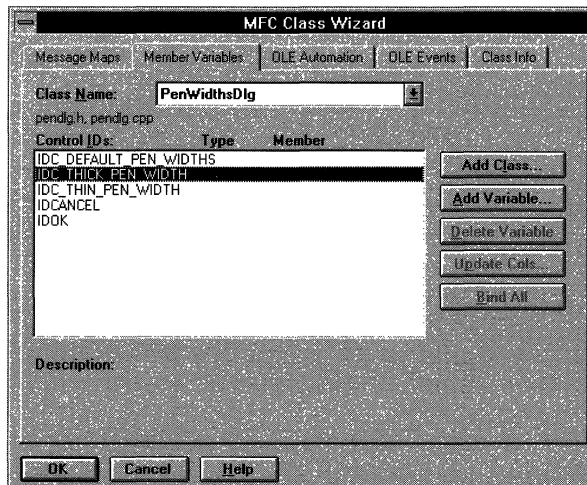 MFC Class Wizard
Message Maps Member Variables OLE Automation OLE Events Class Info
Class Name: PenWidthsDlg
pendlg.h, pendlg.cpp
Control IDs: Type Member
IDC_DEFAULT_PEN_WIDTHS
IDC_THICK_PEN_WIDTH
IDC_THIN_PEN_WIDTH
IDCANCEL
IDOK
Add Class...
Add Variable...
Delete Variable
Update Cols...
Bind All
Description:
OK Cancel Help